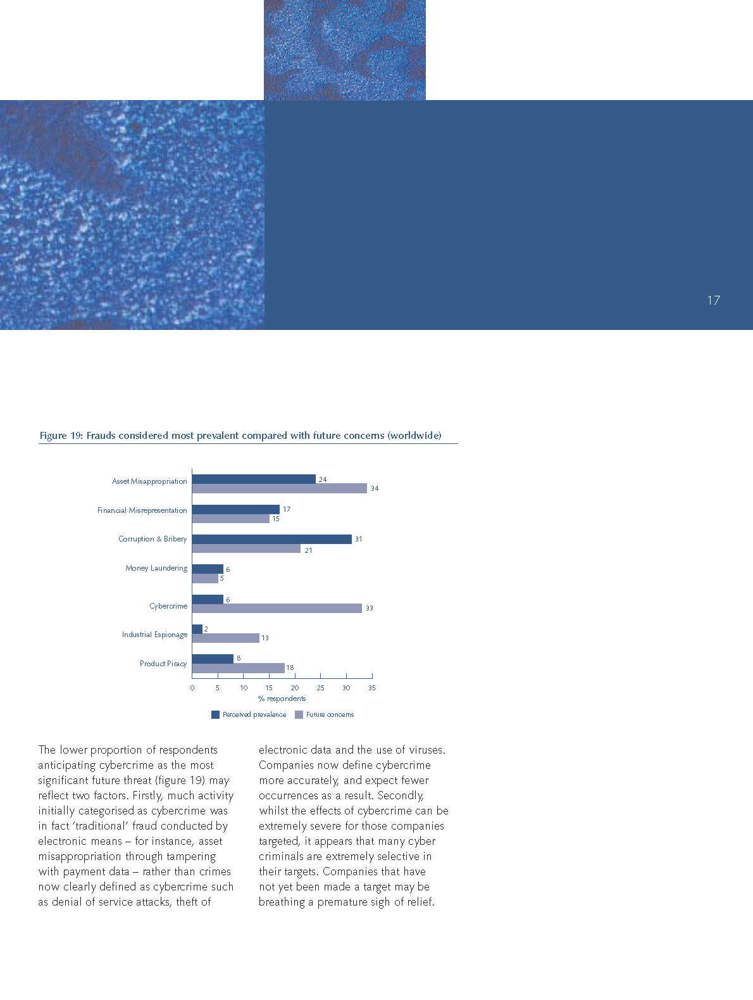 17
Figure 19: Frauds considered most prevalent compared with future concerns (worldwide)
Asset Misappropriation
24
34
Financial Misrepresentation
17
15
Corruption & Bribery
31
21
Money Laundering
6
5
Cybercrime
6
33
Industrial Espionage
2
13
Product Piracy
8
18
0 5 10 15 20 25 30 35
% respondents
Perceived prevalence Future concerns
The lower proportion of respondents
anticipating cybercrime as the most
significant future threat (figure 19) may
reflect two factors. Firstly, much activity
initially categorised as cybercrime was
in fact ‘traditional’ fraud conducted by
electronic means – for instance, asset
misappropriation through tampering
with payment data – rather than crimes
now clearly defined as cybercrime such
as denial of service attacks, theft of
electronic data and the use of viruses.
Companies now define cybercrime
more accurately, and expect fewer
occurrences as a result. Secondly,
whilst the effects of cybercrime can be
extremely severe for those companies
targeted, it appears that many cyber
criminals are extremely selective in
their targets. Companies that have
not yet been made a target may be
breathing a premature sigh of relief.